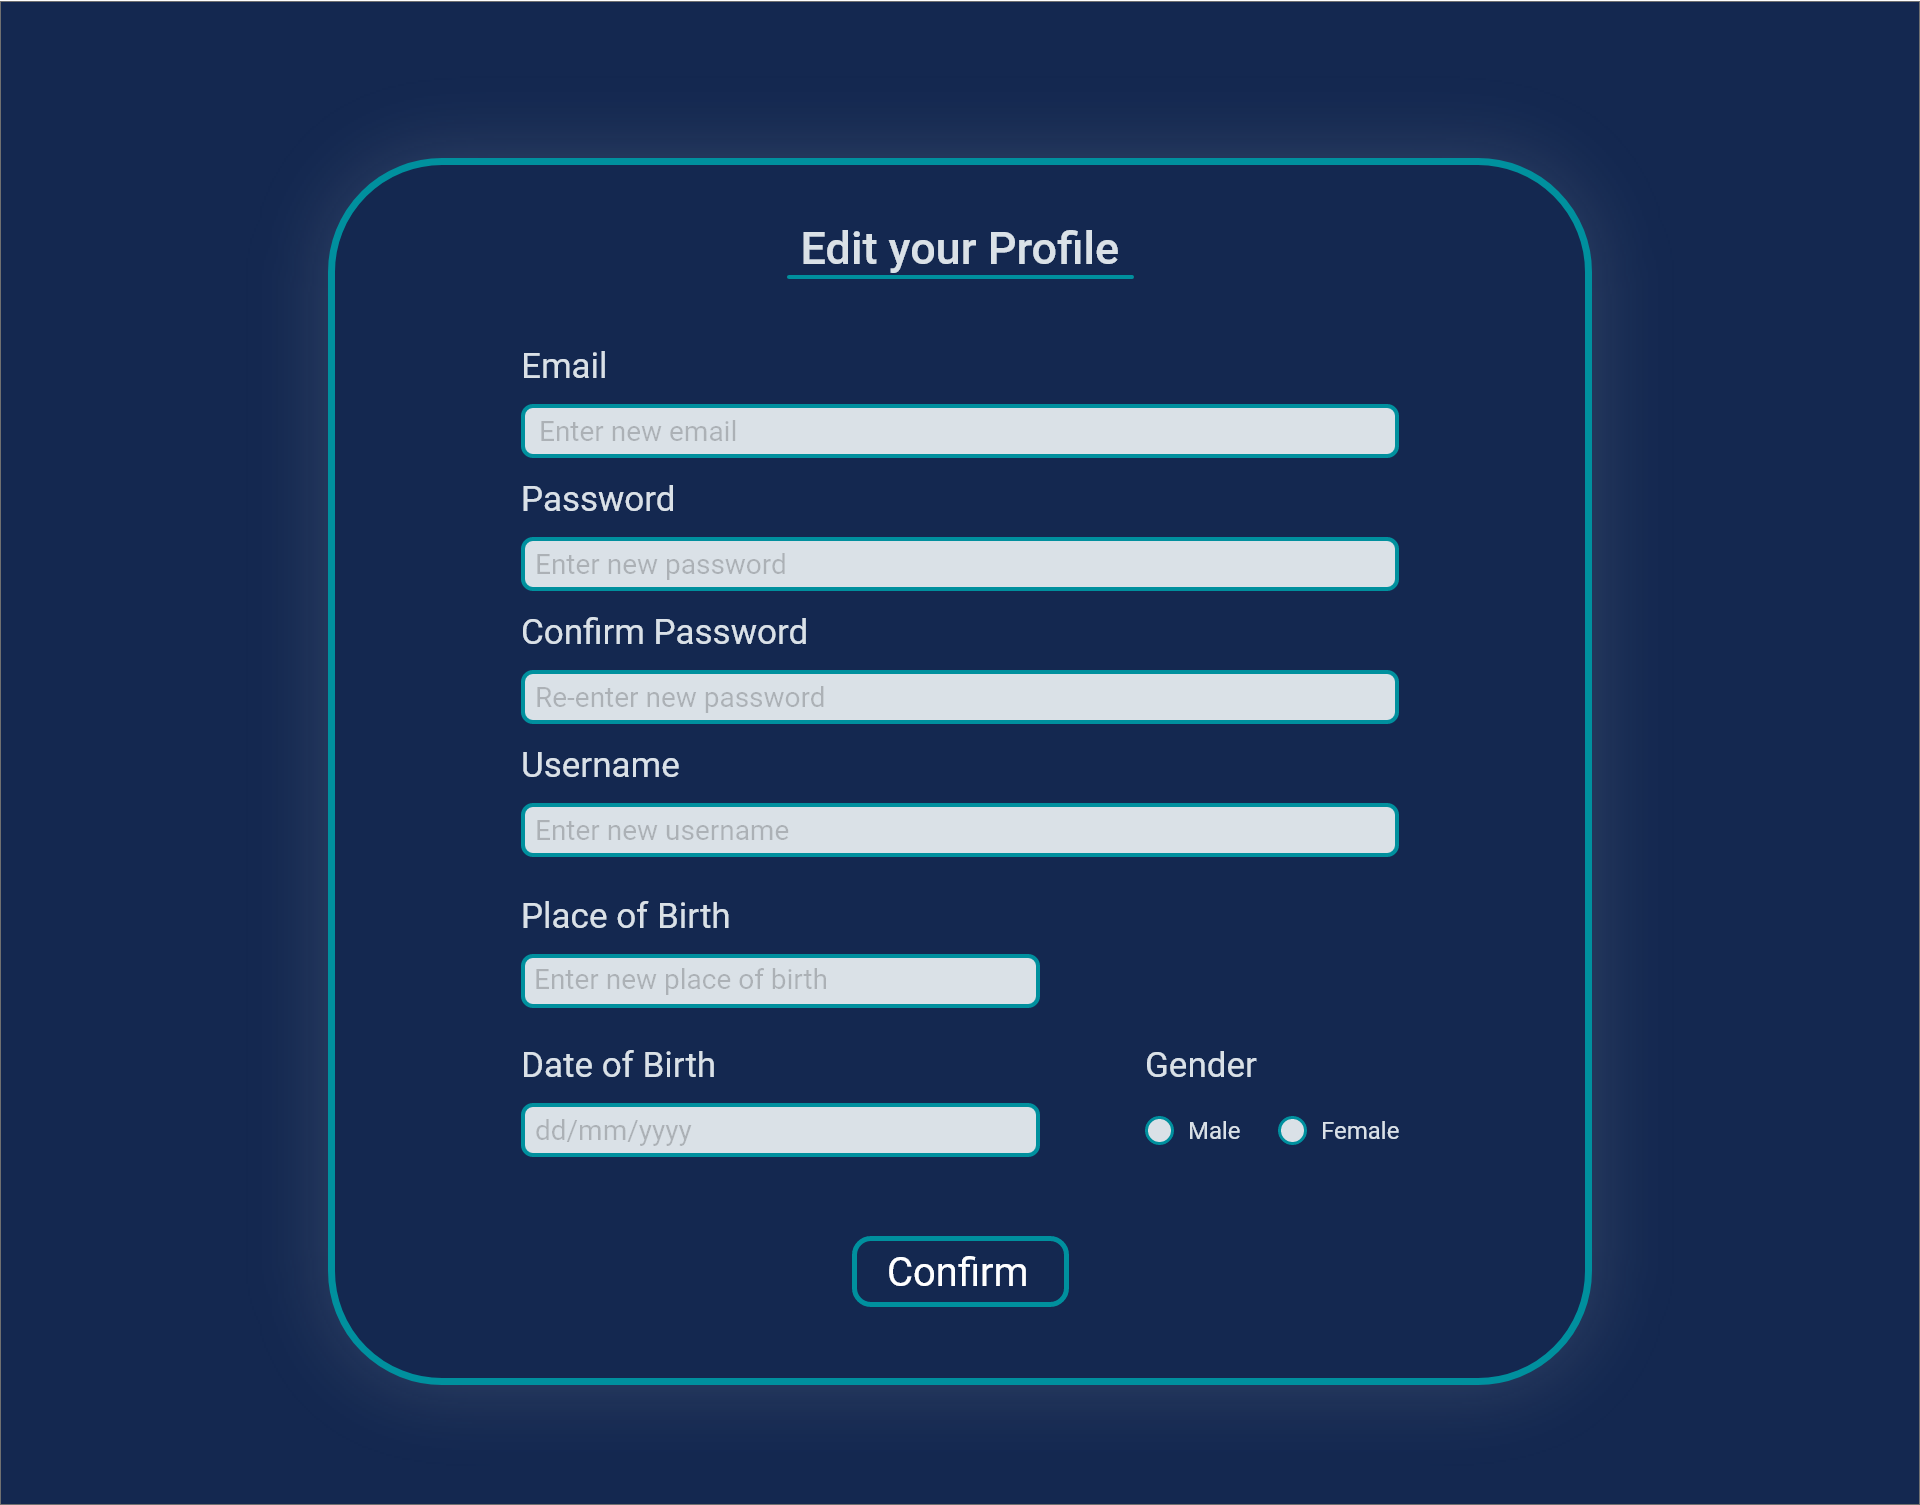 Edit your Profile
Email
Enter new email
Password
Enter new password
Confirm Password
Re-enter new password
Username
Enter new username
Place of Birth
Enter new place of birth
Date of Birth
dd/mm/yyyy
Gender
Male Female
Confirm